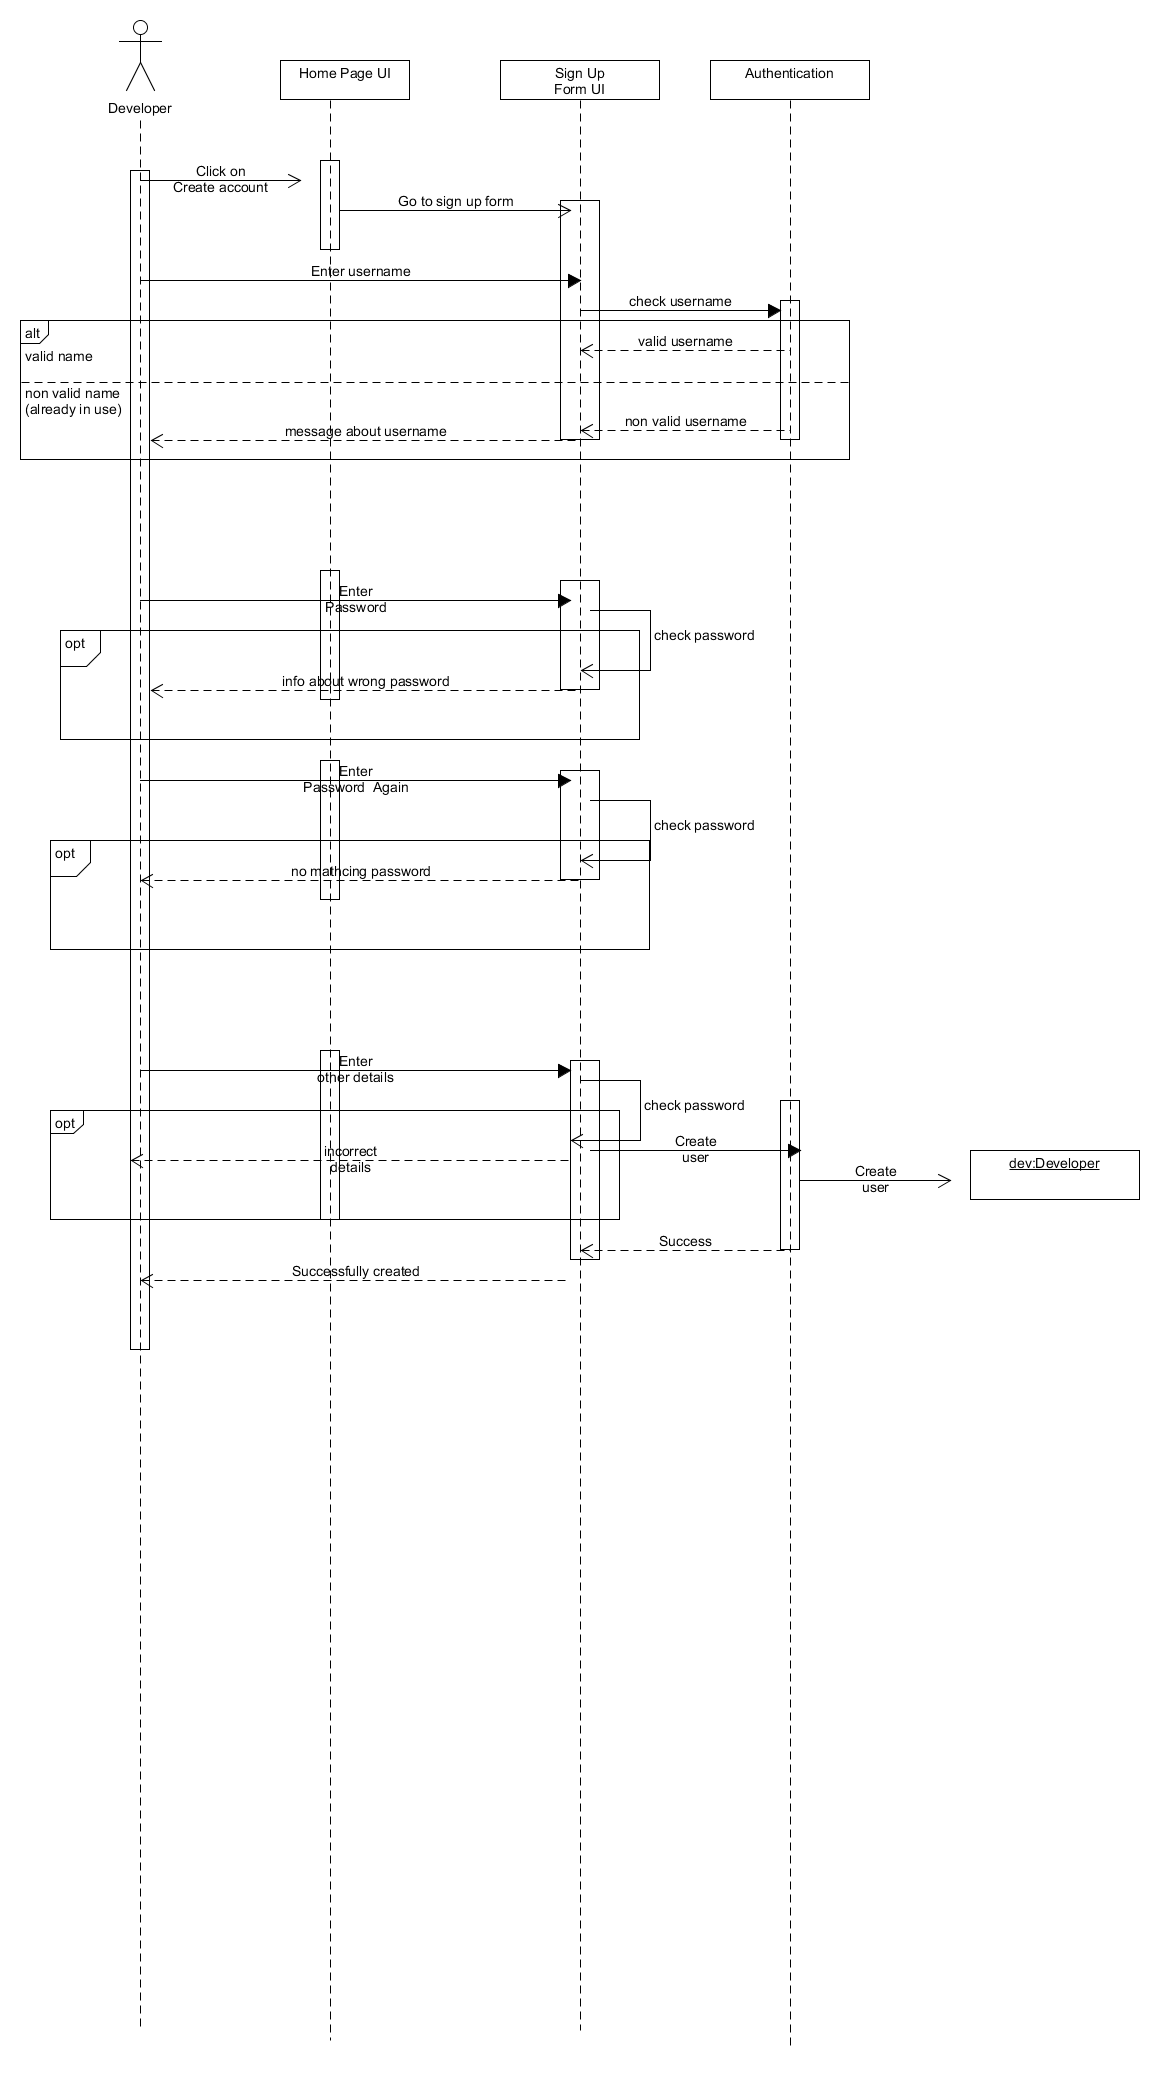 Developer
Home Page UI
Sign Up
Form UI
Authentication
Click on
Create account
Go to sign up form
Enter username
check username
alt
valid name
valid username
non valid name
(already in use)
non valid username
message about username
Enter
Password
check password
opt
info about wrong password
Enter
Password  Again
check password
opt
no mathcing password
Enter
other details
check password
opt
Create
user
incorrect
details
dev:Developer
Create
user
Success
Successfully created